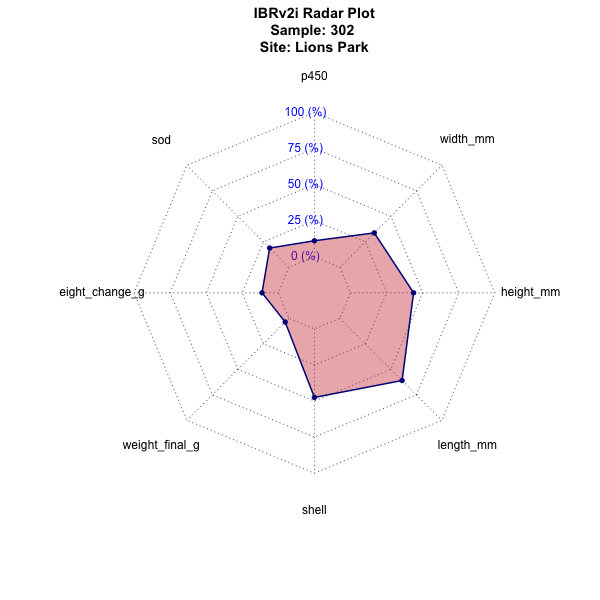 IBRv2i Radar Plot
Sample: 302
Site: Lions Park
p450
100 (%)
sod
width_mm
75 (%)
50 (%)
25 (%)
0 (%)
eight_change_g
height_mm
weight_final_g
length_mm
shell